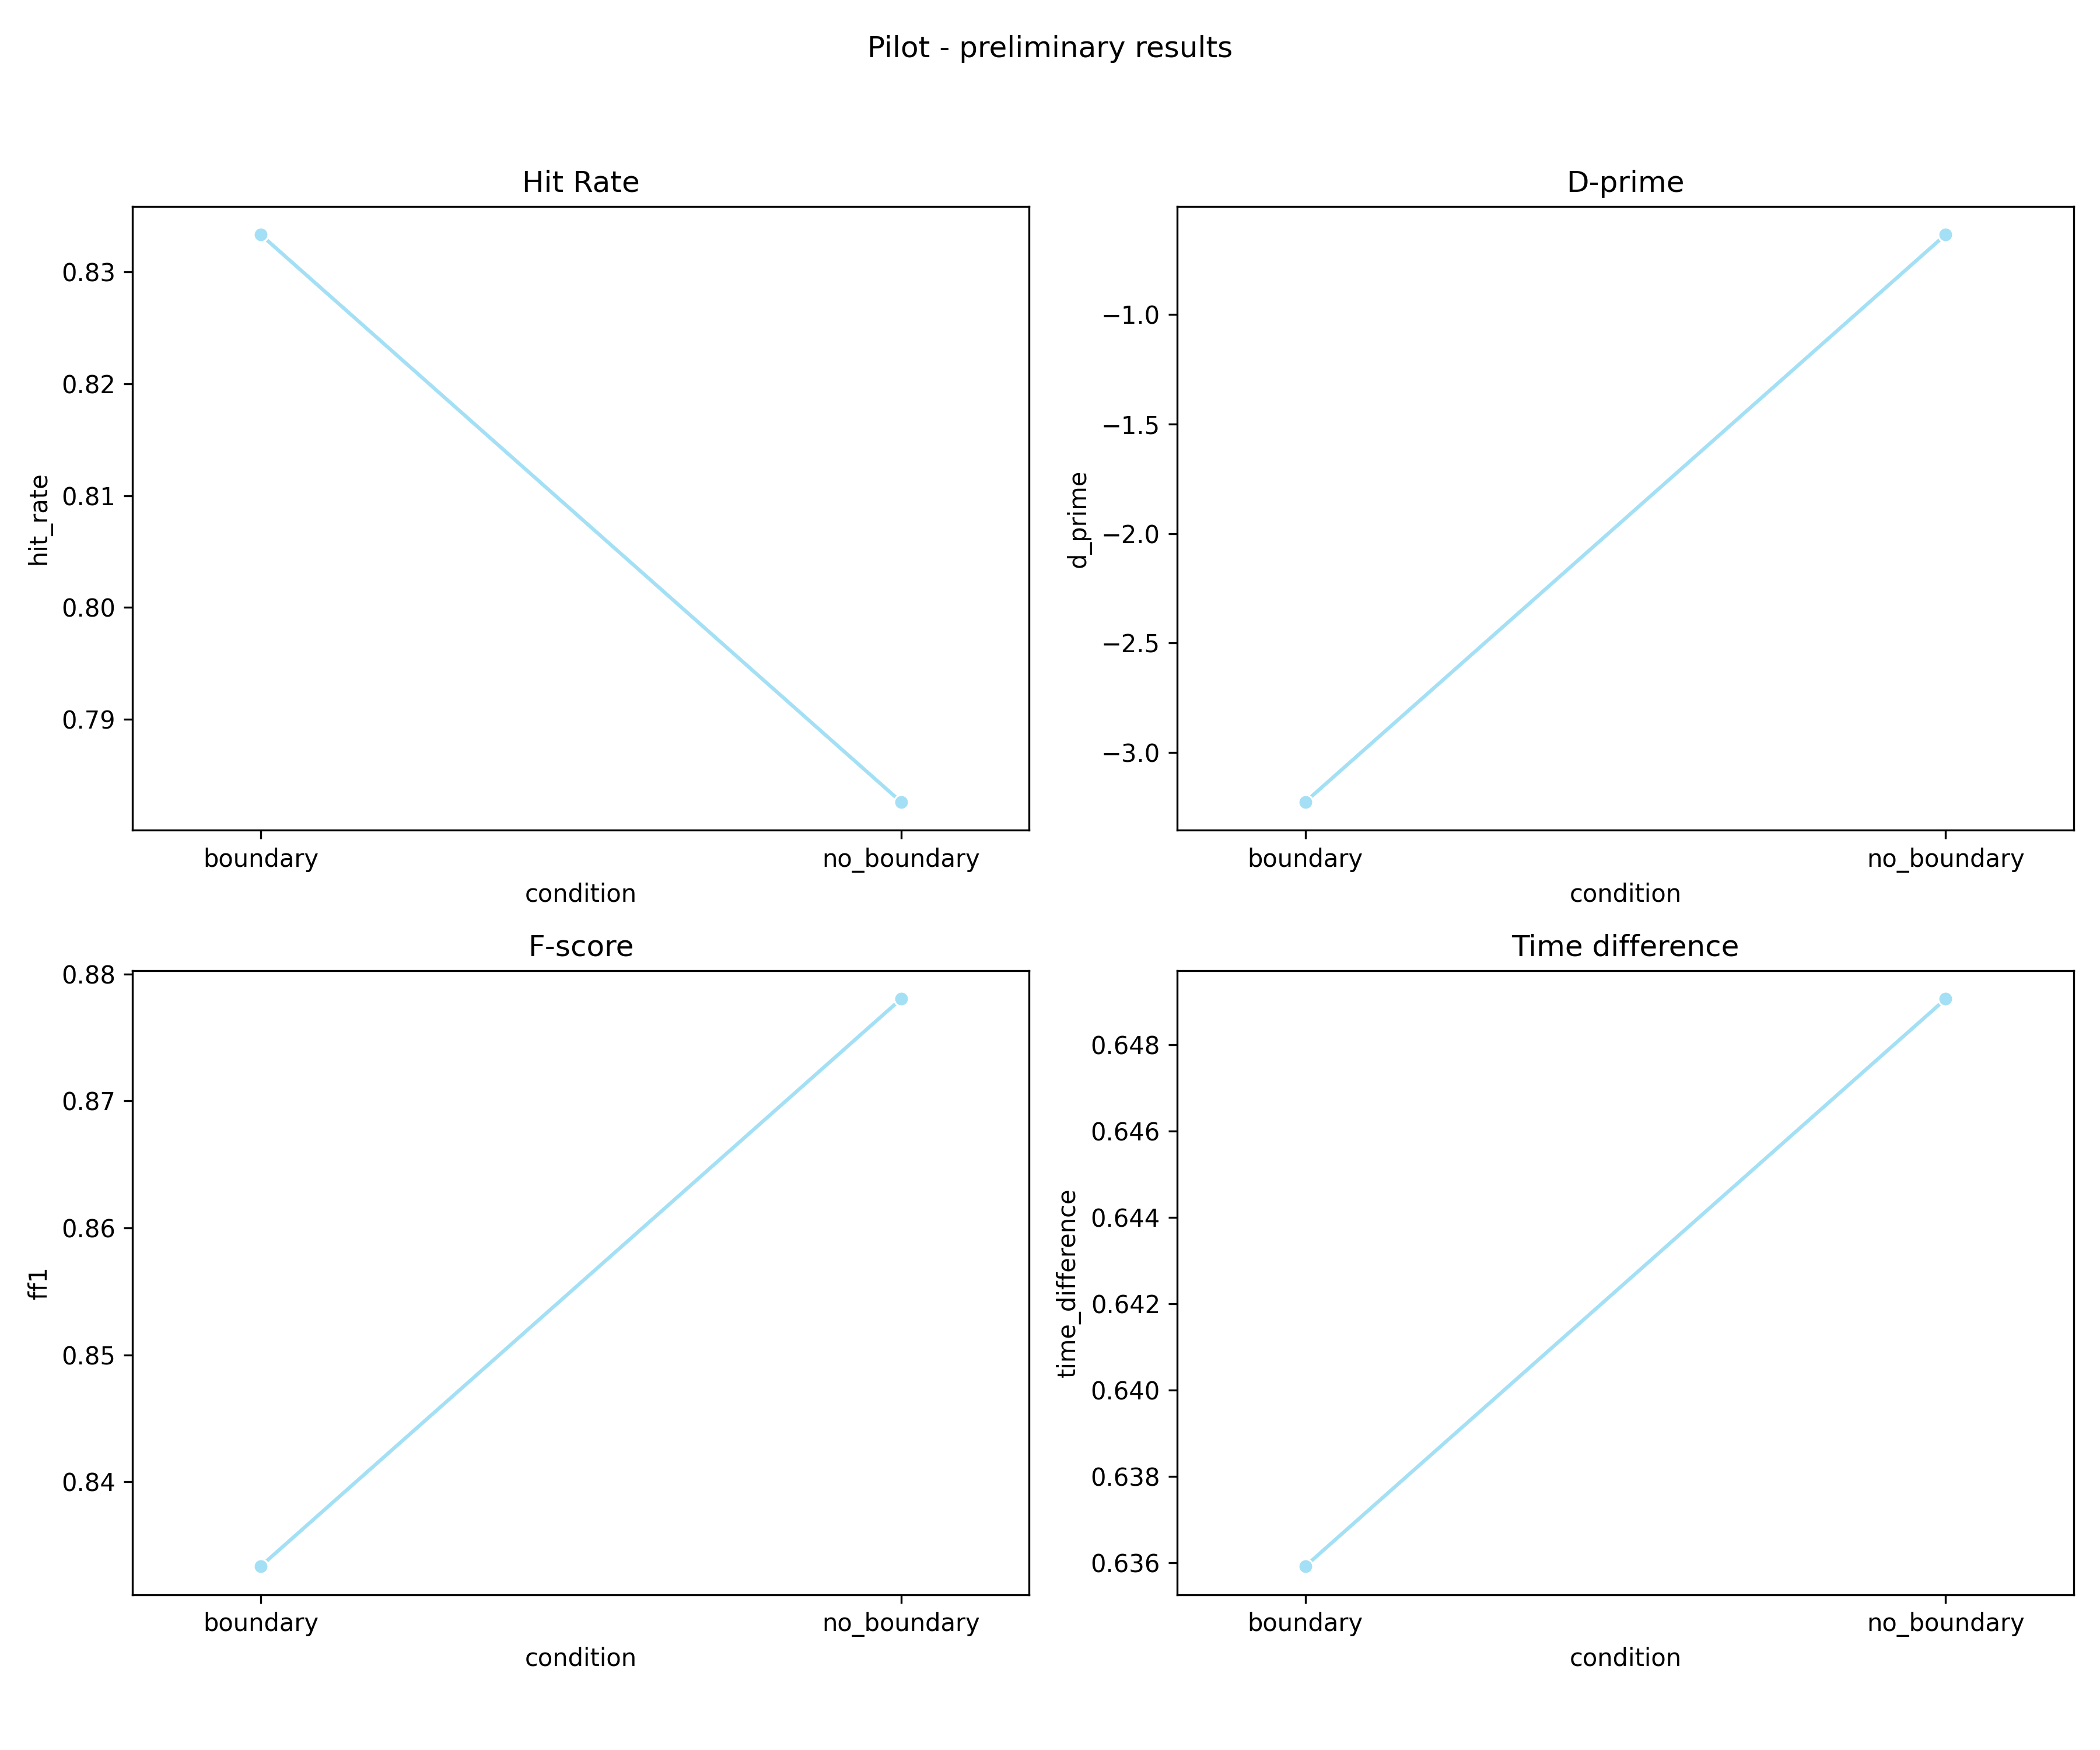 Pilot - preliminary results
Hit Rate
hit_rate
0.83
0.82
0.81
0.80
0.79
boundary
no_boundary
condition
D-prime
d_prime
−1.0
−1.5
−2.0
−2.5
−3.0
boundary
no_boundary
condition
F-score
ff1
0.88
0.87
0.86
0.85
0.84
boundary
no_boundary
condition
Time difference
time_difference
0.648
0.646
0.644
0.642
0.640
0.638
0.636
boundary
no_boundary
condition